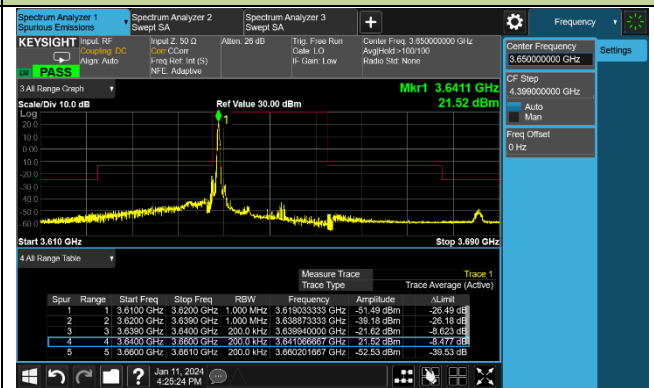 Spectrum Analyzer 1
Spurious Emissions
Spectrum Analyzer 2
Swept SA
Spectrum Analyzer 3
Swept SA
Frequency
KEYSIGHT
Input: RF
Coupling: DC
Align: Auto
Input Z: 50 Ω
Corr CCorr
Freq Ref: Int (S)
NFE: Adaptive
Atten: 26 dB
Trig: Free Run
Gate: LO
IF Gain: Low
Center Freq: 3.650000000 GHz
Avg|Hold:>100/100
Radio Std: None
LXI PASS
Center Frequency
3.650000000 GHz
Settings
CF Step
4.399000000 GHz
Auto
Man
Freq Offset
0 Hz
3 All Range Graph
Mkr1 3.6411 GHz
Scale/Div 10.0 dB
Ref Value 30.00 dBm
21.52 dBm
Log
20.0
10.0
0.00
-10.0
-20.0
-30.0
-40.0
-50.0
-60.0
1
Start 3.610 GHz
Stop 3.690 GHz
4 All Range Table
Measure Trace Trace 1
Trace Type Trace Average (Active)
Spur Range Start Freq Stop Freq RBW Frequency Amplitude ΔLimit
1 1 3.6100 GHz 3.6200 GHz 1.000 MHz 3.619033333 GHz -51.49 dBm -26.49 dB
2 2 3.6200 GHz 3.6390 GHz 1.000 MHz 3.638873333 GHz -39.18 dBm -26.18 dB
3 3 3.6390 GHz 3.6400 GHz 200.0 kHz 3.639940000 GHz -21.62 dBm -8.623 dB
4 4 3.6400 GHz 3.6600 GHz 200.0 kHz 3.641066667 GHz 21.52 dBm -8.477 dB
5 5 3.6600 GHz 3.6610 GHz 200.0 kHz 3.660201667 GHz -52.53 dBm -39.53 dB
?
Jan 11, 2024
4:25:24 PM